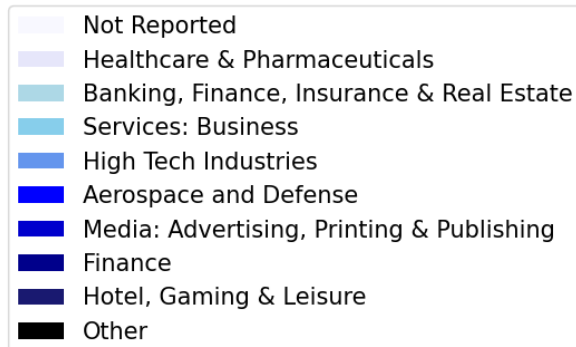 Not Reported
Healthcare & Pharmaceuticals
Banking, Finance, Insurance & Real Estate
Services: Business
High Tech Industries
Aerospace and Defense
Media: Advertising, Printing & Publishing
Finance
Hotel, Gaming & Leisure
Other